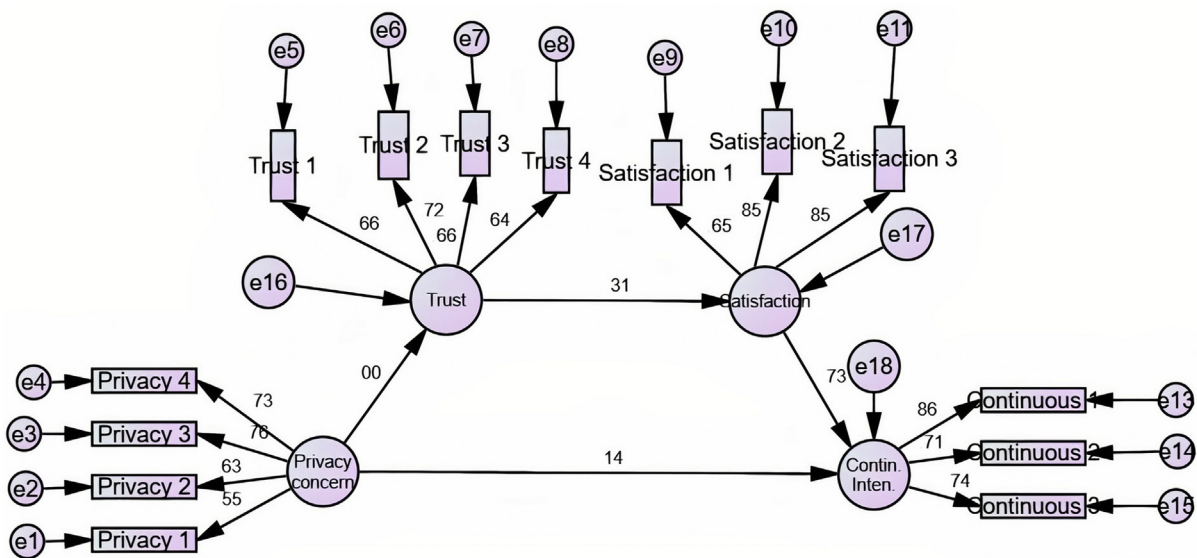 e5
e6
e7
e8
e9
e10
e11
Trust 1
Trust 2
Trust 3
Trust 4
Satisfaction 1
Satisfaction 2
Satisfaction 3
66
72
66
64
65
85
85
e17
e16
Trust
31
Satisfaction
00
73
e18
e4
Privacy 4
73
e3
Privacy 3
76
e2
Privacy 2
63
e1
Privacy 1
55
Privacy
concern
14
Contin.
Inten.
86
Continuous 1
e13
71
Continuous 2
e14
74
Continuous 3
e15